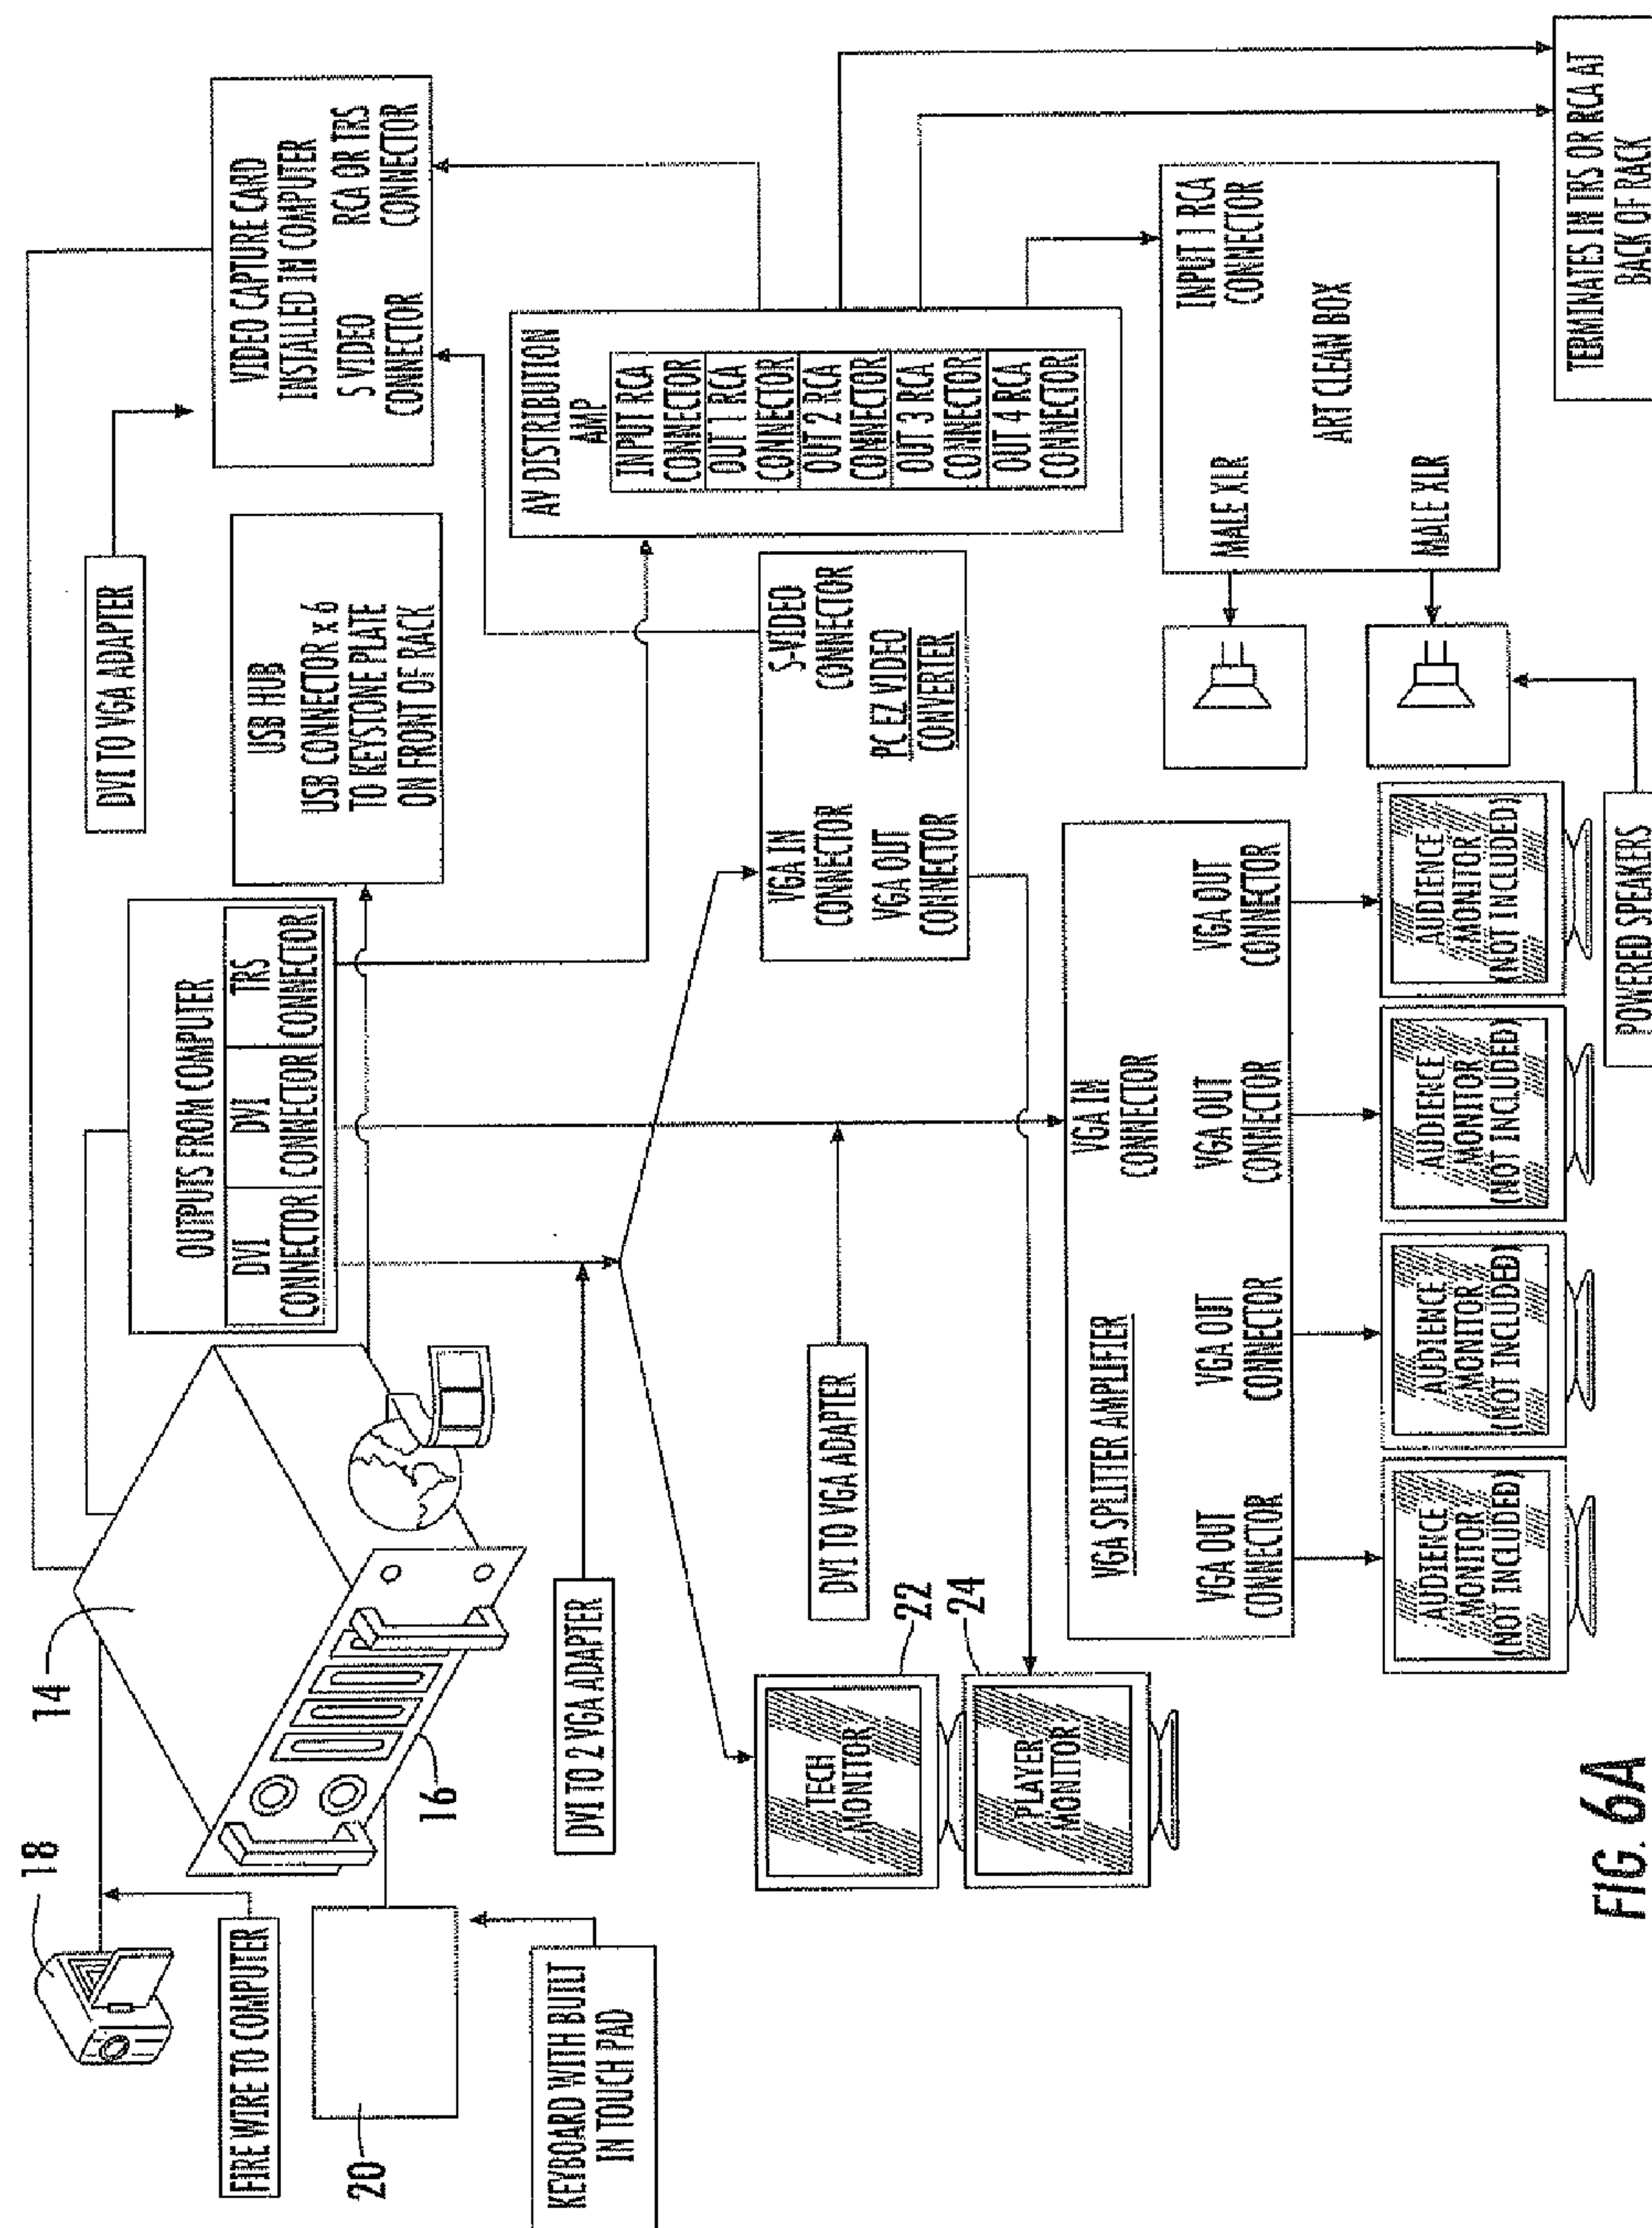 18
14
FIRE WIRE TO COMPUTER
16
20
KEYBOARD WITH BUILT
IN TOUCH PAD
OUTPUTS FROM COMPUTER
DVI
CONNECTOR
DVI
CONNECTOR
TRS
CONNECTOR
DVI TO VGA ADAPTER
USB HUB
USB CONNECTOR x 6
TO KEYSTONE PLATE
ON FRONT OF RACK
VIDEO CAPTURE CARD
INSTALLED IN COMPUTER
S VIDEO
CONNECTOR
RCA OR TRS
CONNECTOR
DVI TO 2 VGA ADAPTER
AV DISTRIBUTION
AMP
INPUT RCA
CONNECTOR
OUT 1 RCA
CONNECTOR
OUT 2 RCA
CONNECTOR
OUT 3 RCA
CONNECTOR
OUT 4 RCA
CONNECTOR
TECH
MONITOR
22
PLAYER
MONITOR
24
DVI TO VGA ADAPTER
VGA IN
CONNECTOR
VGA OUT
CONNECTOR
S-VIDEO
CONNECTOR
PC EZ VIDEO
CONVERTER
VGA SPLITTER AMPLIFIER
VGA IN
CONNECTOR
VGA OUT
CONNECTOR
VGA OUT
CONNECTOR
VGA OUT
CONNECTOR
VGA OUT
CONNECTOR
INPUT 1 RCA
CONNECTOR
ART CLEAN BOX
MALE XLR
MALE XLR
AUDIENCE
MONITOR
(NOT INCLUDED)
AUDIENCE
MONITOR
(NOT INCLUDED)
AUDIENCE
MONITOR
(NOT INCLUDED)
AUDIENCE
MONITOR
(NOT INCLUDED)
POWERED SPEAKERS
TERMINATES IN TRS OR RCA AT
BACK OF RACK
FIG. 6A